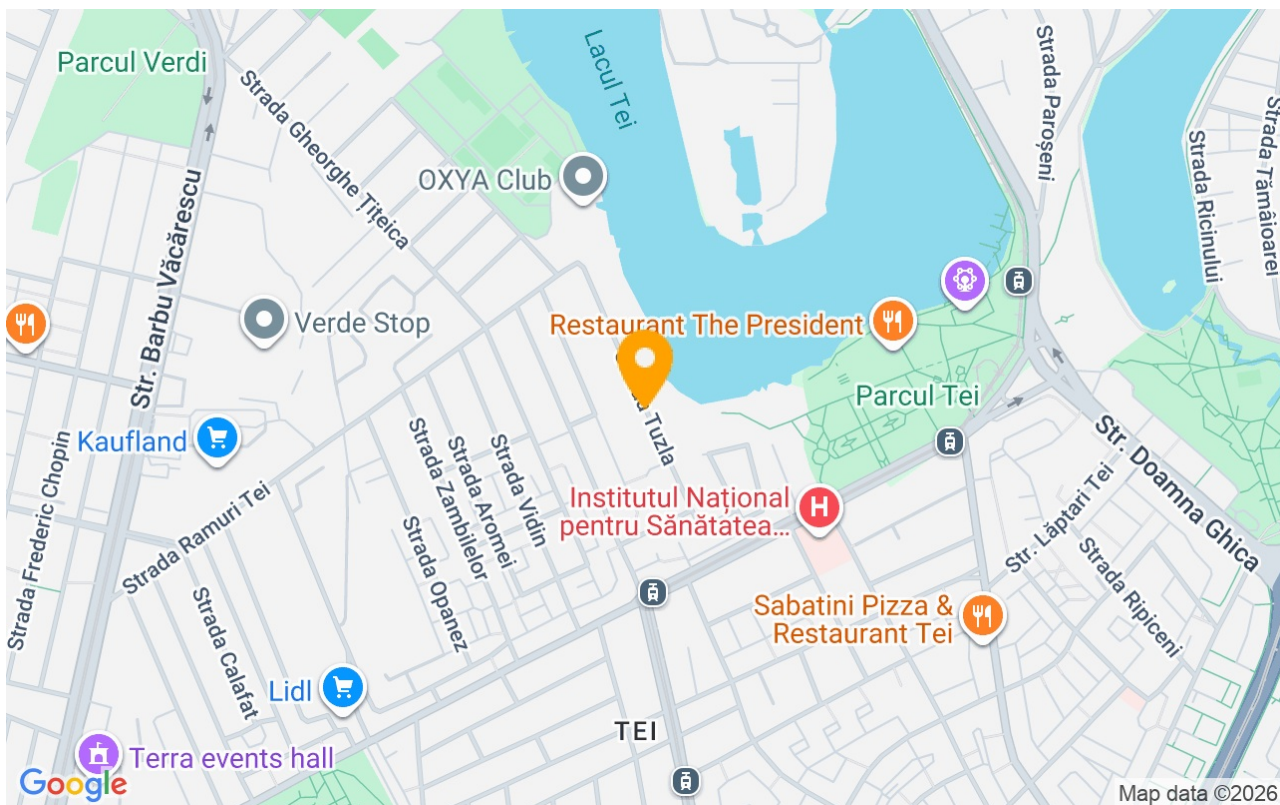 Parcul Verdi
Strada Gheorghe Țițeica
Lacul Tei
Strada Paroșeni
Strada Ricinului
Strada Tămâioarei
OXYA Club
Str. Barbu Văcărescu
Verde Stop
Restaurant The President
Parcul Tei
Tuzla
Kaufland
Strada Frederic Chopin
Strada Ramuri Tei
Strada Zambilelor
Strada Aromei
Strada Vidin
Strada Opanez
Institutul Național
pentru Sănătatea...
Str. Doamna Ghica
Str. Lăptari Tei
Strada Ripiceni
Sabatini Pizza &
Restaurant Tei
Strada Calafat
Lidl
TEI
Terra events hall
Google
Map data ©2026